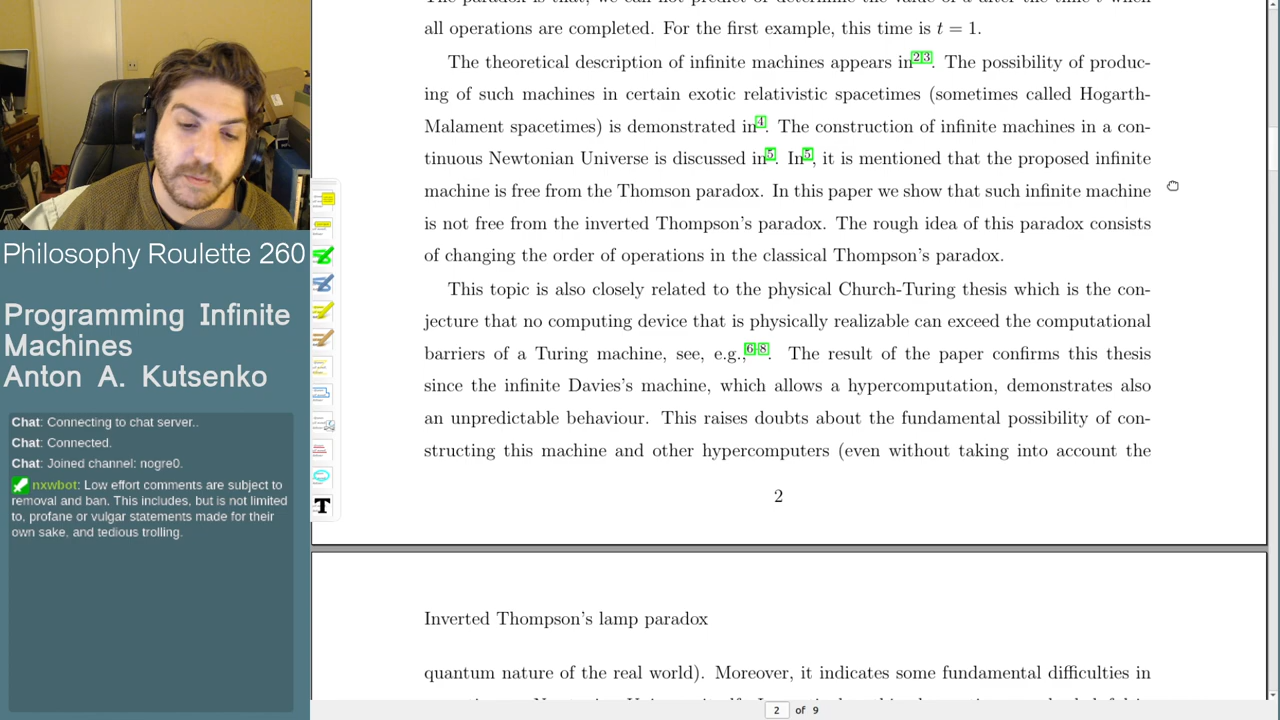 Philosophy Roulette 260
Programming Infinite
Machines
Anton A. Kutsenko
Chat: Connecting to chat server..
Chat: Connected.
Chat: Joined channel: nogre0.
nxwbot: Low effort comments are subject to
removal and ban. This includes, but is not limited
to, profane or vulgar statements made for their
own sake, and tedious trolling.
all operations are completed. For the first example, this time is t = 1.
The theoretical description of infinite machines appears in 2 3. The possibility of produc-
ing of such machines in certain exotic relativistic spacetimes (sometimes called Hogarth-
Malament spacetimes) is demonstrated in 4. The construction of infinite machines in a con-
tinuous Newtonian Universe is discussed in 5. In 5, it is mentioned that the proposed infinite
machine is free from the Thomson paradox. In this paper we show that such infinite machine
is not free from the inverted Thompson's paradox. The rough idea of this paradox consists
of changing the order of operations in the classical Thompson's paradox.
This topic is also closely related to the physical Church-Turing thesis which is the con-
jecture that no computing device that is physically realizable can exceed the computational
barriers of a Turing machine, see, e.g., 8. The result of this paper confirms this thesis
since the infinite Davies's machine, which allows a hypercomputation, demonstrates also
an unpredictable behaviour. This raises doubts about the fundamental possibility of con-
structing this machine and other hypercomputers even without taking into account the
2
Inverted Thompson's lamp paradox
quantum nature of the real world). Moreover, it indicates some fundamental difficulties in
T
2 of 9